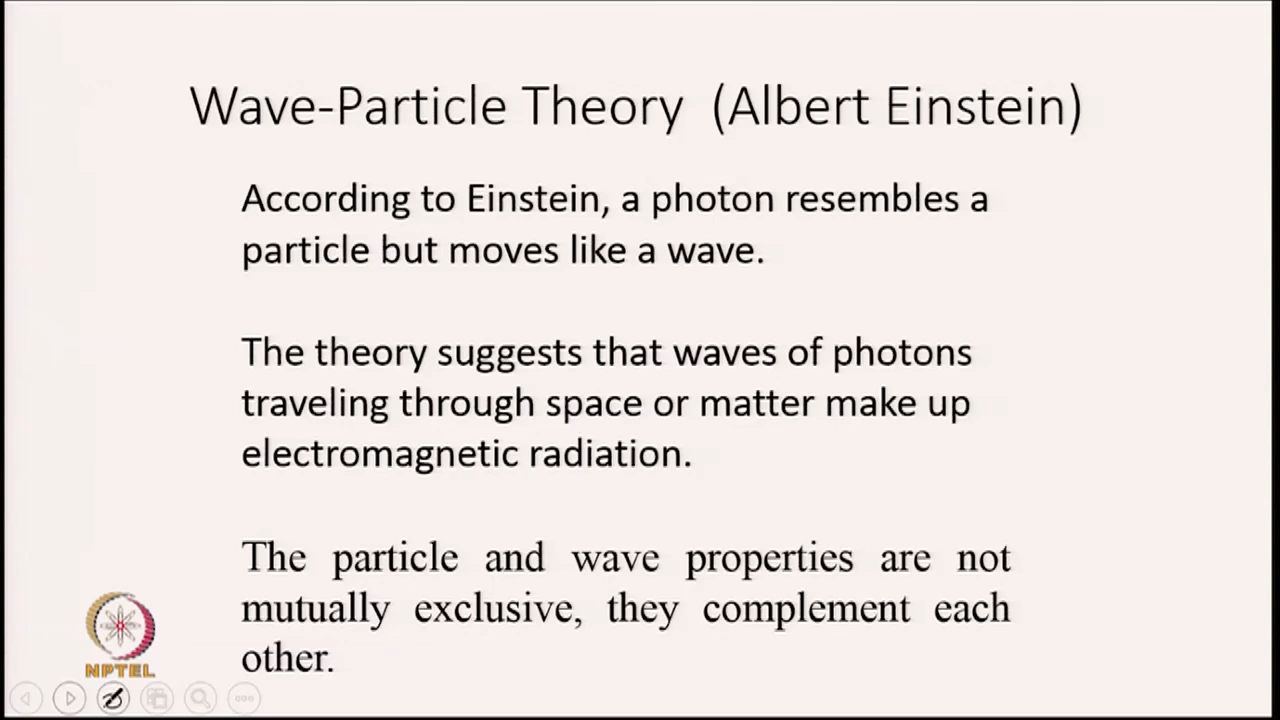 Wave-Particle Theory (Albert Einstein)
According to Einstein, a photon resembles a
particle but moves like a wave.
The theory suggests that waves of photons
traveling through space or matter make up
electromagnetic radiation.
The particle and wave properties are not
mutually exclusive, they complement each
other.
NPTEL